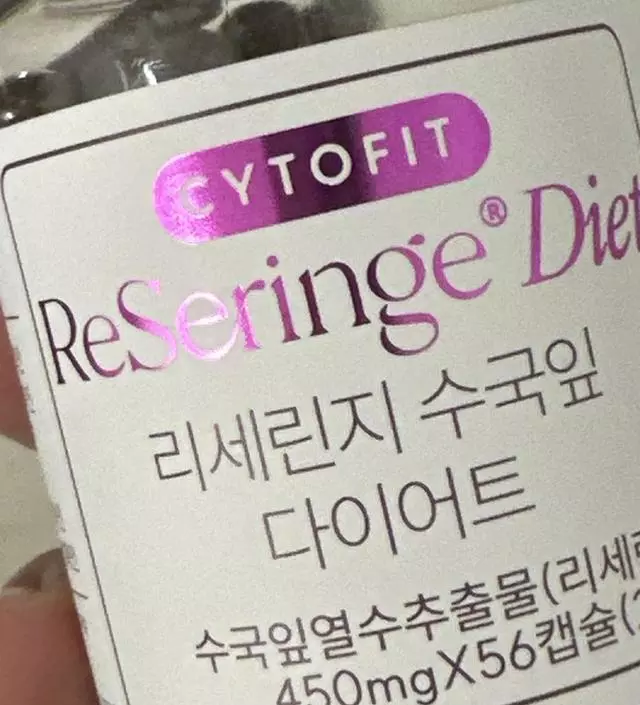 CYTOFIT
ReSeringe® Diet
리세린지 수국잎
다이어트
수국잎열수추출물(리세린
450mgX56캡슐(